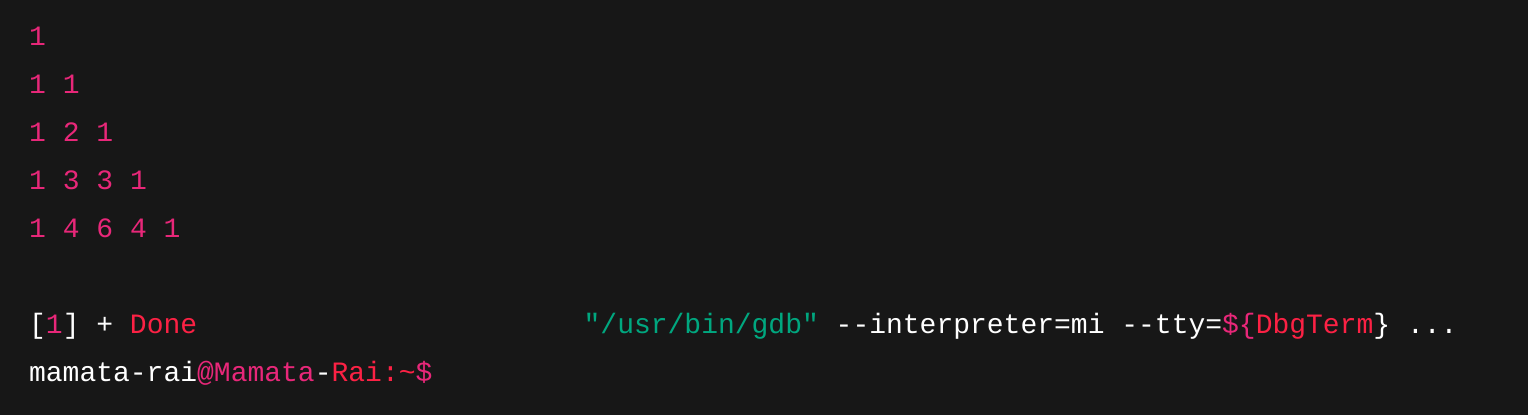 1
1 1
1 2 1
1 3 3 1
1 4 6 4 1
[1] + Done "/usr/bin/gdb" --interpreter=mi --tty=${DbgTerm} ...
mamata-rai@Mamata-Rai:~$